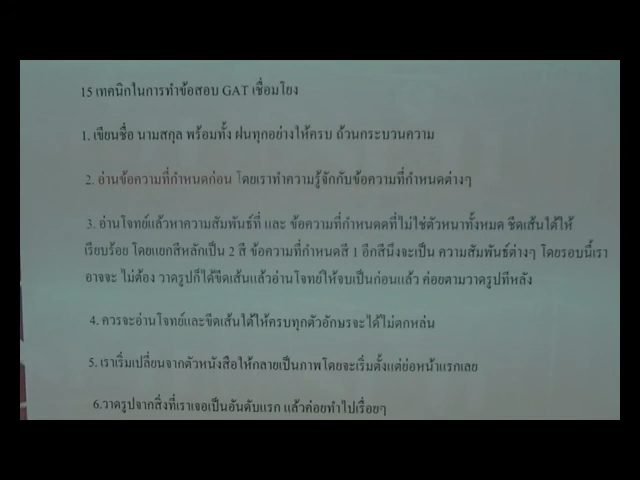 15 เทคนิกในการทำข้อสอบ GAT เชื่อมโยง
1. เขียนชื่อ นามสกุล พร้อมทั้ง ฝนทุกอย่างให้ครบ ถ้วนกระบวนความ
2. อ่านข้อความที่กำหนดก่อน โดยเราทำความรู้จักกับข้อความที่กำหนดต่างๆ
3. อ่านโจทย์แล้วหาความสัมพันธ์ที่ และ ข้อความที่กำหนดดที่ไม่ใช่ตัวหนาทั้งหมด ขีดเส้นใต้ให้
เรียบร้อย โดยแยกสีหลักเป็น 2 สี ข้อความที่กำหนดสี 1 อีกสีนึงจะเป็น ความสัมพันธ์ต่างๆ โดยรอบนี้เรา
อาจจะ ไม่ต้อง วาดรูปก็ได้ขีดเส้นแล้วอ่านโจทย์ให้จบเป็นก่อนแล้ว ค่อยตามวาดรูปทีหลัง
4. ควรจะอ่านโจทย์และขีดเส้นใต้ให้ครบทุกตัวอักษรจะได้ไม่ตกหล่น
5. เราเริ่มเปลี่ยนจากตัวหนังสือให้กลายเป็นภาพโดยจะเริ่มตั้งแต่ย่อหน้าแรกเลย
6.วาดรูปจากสิ่งที่เราเจอเป็นอันดับแรก แล้วค่อยทำไปเรื่อยๆ